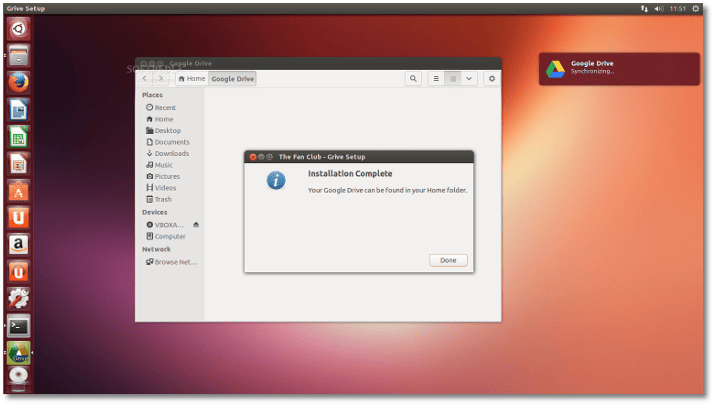 Grive Setup
11:51
SOFTPEDIA
Google Drive
Home
Google Drive
Places
Recent
Home
Desktop
Documents
Downloads
Music
Pictures
Videos
Trash
Devices
VBOXA...
Computer
Network
Browse Net...
The Fan Club - Grive Setup
Installation Complete
Your Google Drive can be found in your Home folder.
Done
Google Drive
Synchronizing...
Grive